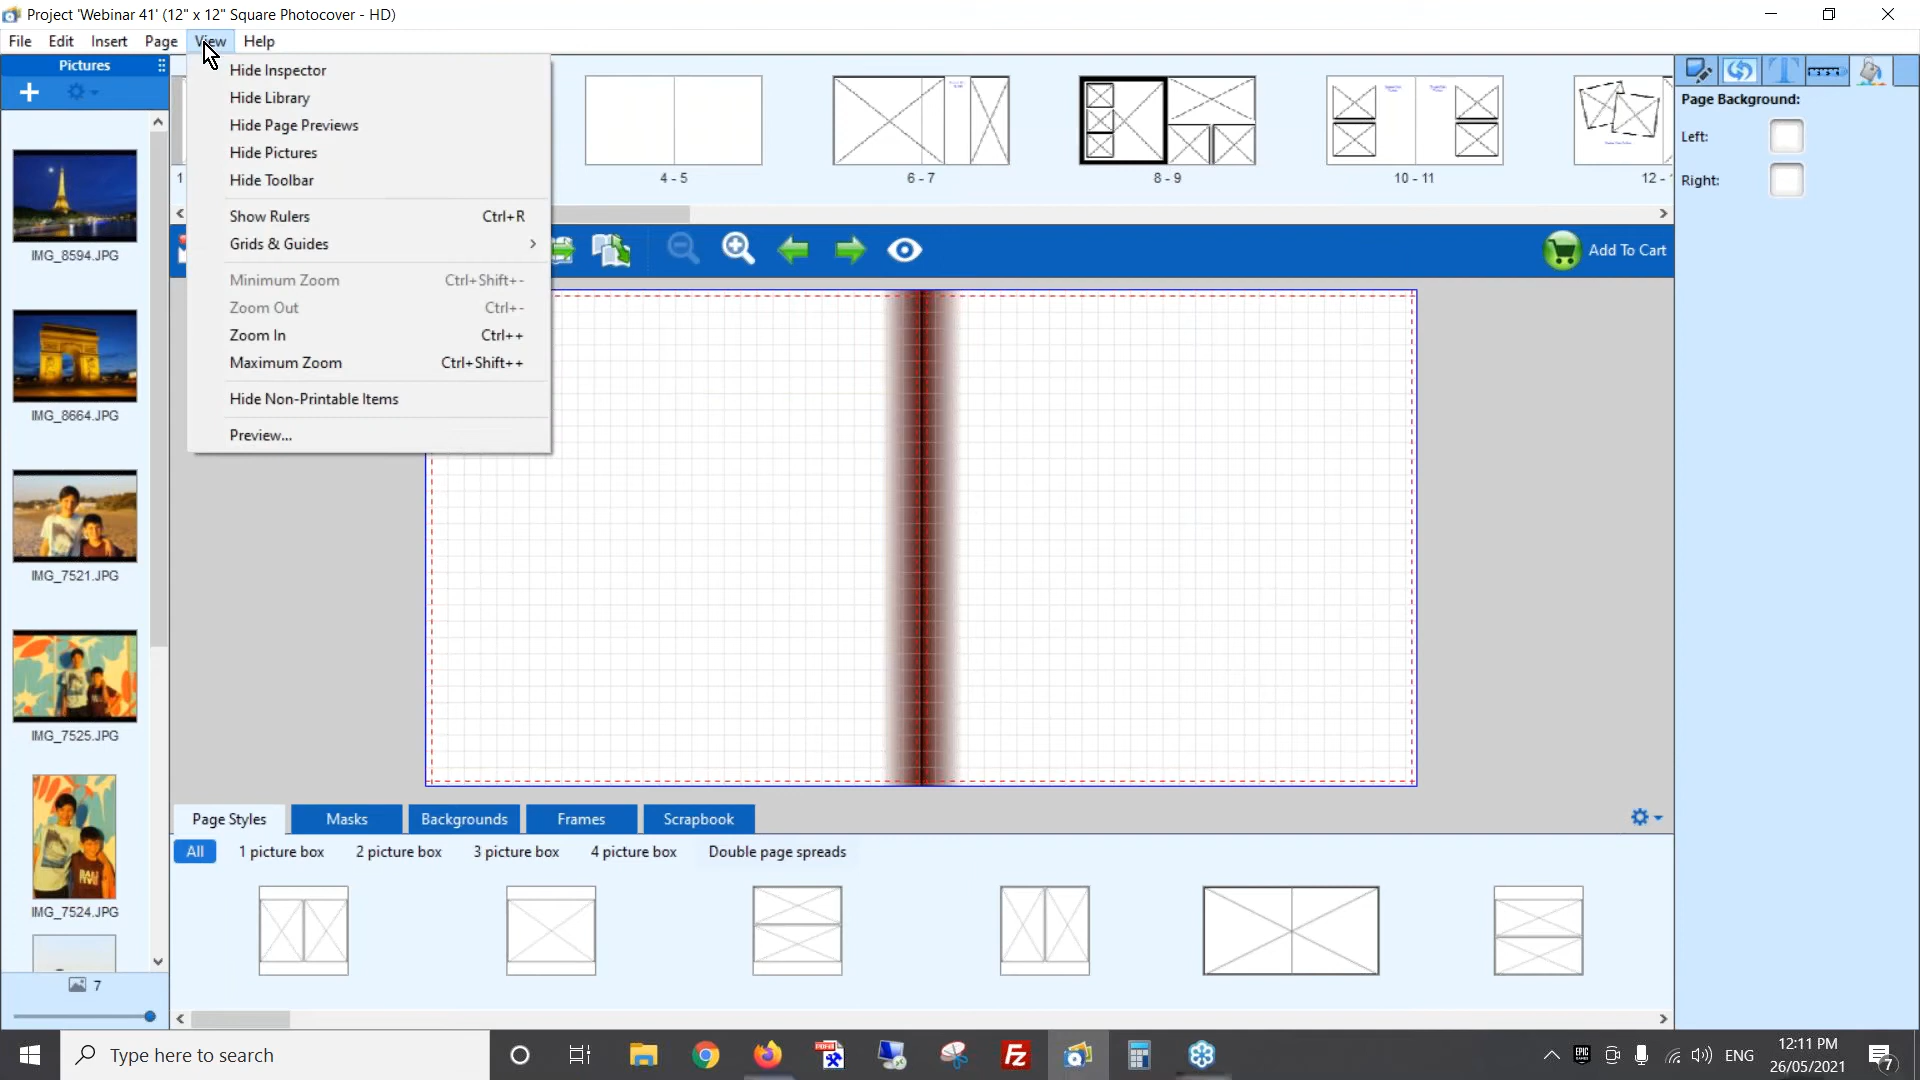 Project 'Webinar 41' (12" x 12" Square Photocover - HD)
File Edit Insert Page View Help
Pictures
IMG_8594.JPG
IMG_8664.JPG
IMG_7521.JPG
IMG_7525.JPG
IMG_7524.JPG
7
Hide Inspector
Hide Library
Hide Page Previews
Hide Pictures
Hide Toolbar
Show Rulers Ctrl+R
Grids & Guides
Minimum Zoom Ctrl+Shift+-
Zoom Out Ctrl+-
Zoom In Ctrl++
Maximum Zoom Ctrl+Shift++
Hide Non-Printable Items
Preview...
1
4 - 5
6 - 7
8 - 9
10 - 11
12 -
Add To Cart
Page Background:
Left:
Right:
Page Styles Masks Backgrounds Frames Scrapbook
All 1 picture box 2 picture box 3 picture box 4 picture box Double page spreads
Type here to search
ENG
12:11 PM
26/05/2021
7